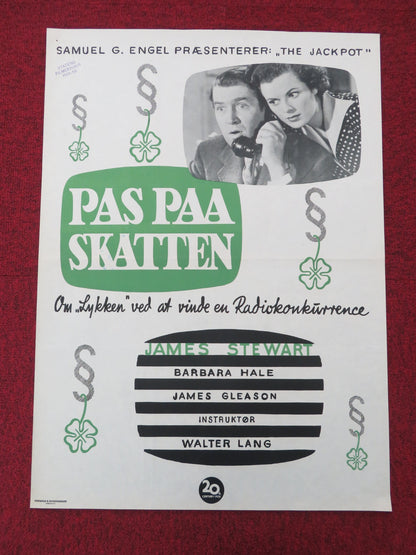 SAMUEL G. ENGEL PRÆSENTERER: „THE JACKPOT"
PAS PAA
SKATTEN
Om „Lykken" ved at vinde en Radiokonkurrence
JAMES STEWART
BARBARA HALE
JAMES GLEASON
INSTRUKTØR
WALTER LANG
20